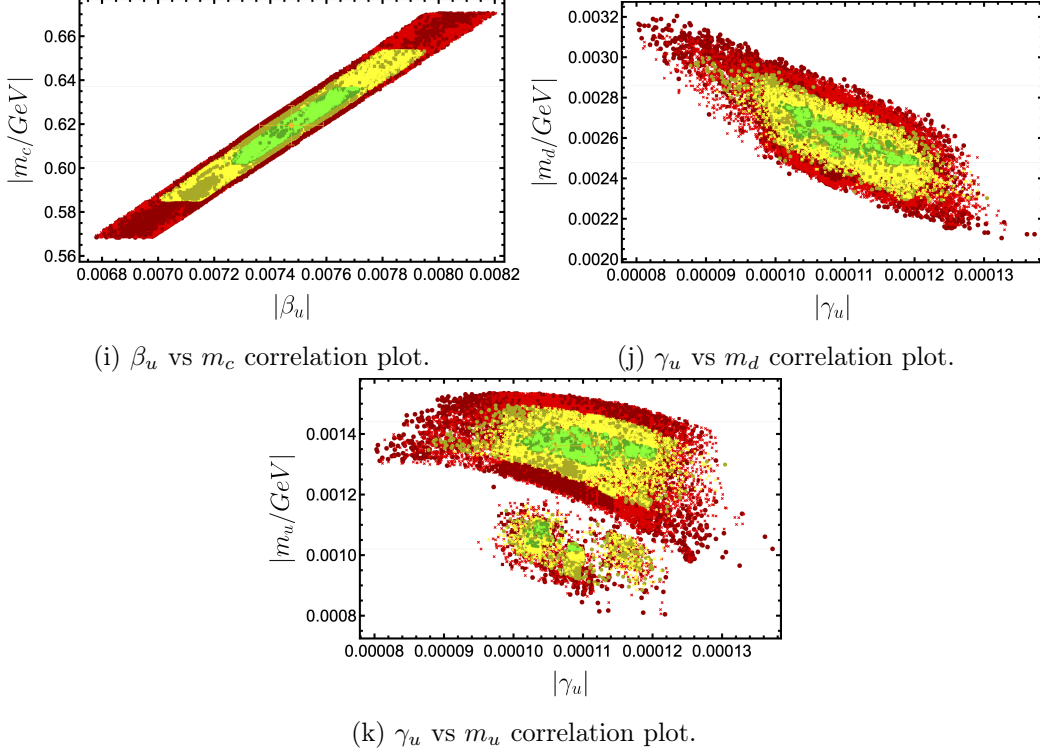 0.66
0.64
0.62
0.60
0.58
0.56
|m_c/GeV|
0.0068 0.0070 0.0072 0.0074 0.0076 0.0078 0.0080 0.0082
|β_u|
(i) β_u vs m_c correlation plot.
0.0032
0.0030
0.0028
0.0026
0.0024
0.0022
0.0020
|m_d/GeV|
0.00008 0.00009 0.00010 0.00011 0.00012 0.00013
|γ_u|
(j) γ_u vs m_d correlation plot.
0.0014
0.0012
0.0010
0.0008
|m_u/GeV|
0.00008 0.00009 0.00010 0.00011 0.00012 0.00013
|γ_u|
(k) γ_u vs m_u correlation plot.